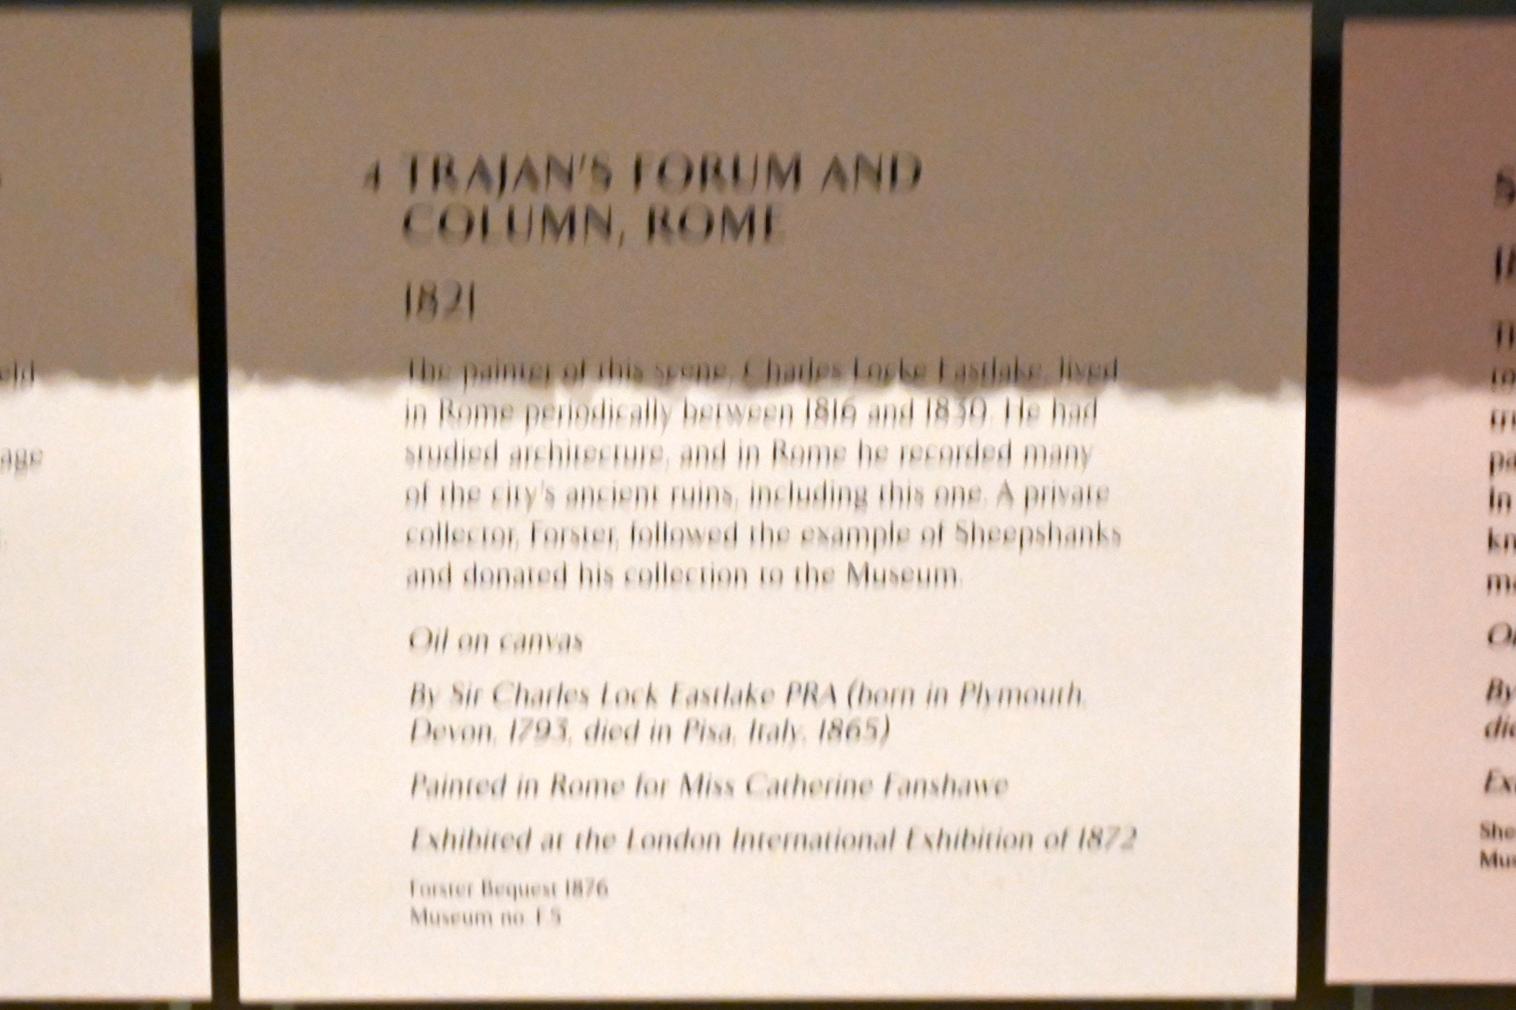 4 TRAJAN'S FORUM AND
COLUMN, ROME
1821
The painter of this scene, Charles Locke Eastlake, lived
in Rome periodically between 1816 and 1830. He had
studied architecture, and in Rome he recorded many
of the city's ancient ruins, including this one. A private
collector, Forster, followed the example of Sheepshanks
and donated his collection to the Museum.
Oil on canvas
By Sir Charles Lock Eastlake PRA (born in Plymouth,
Devon, 1793, died in Pisa, Italy, 1865)
Painted in Rome for Miss Catherine Fanshawe
Exhibited at the London International Exhibition of 1872
Forster Bequest 1876
Museum no. F.5